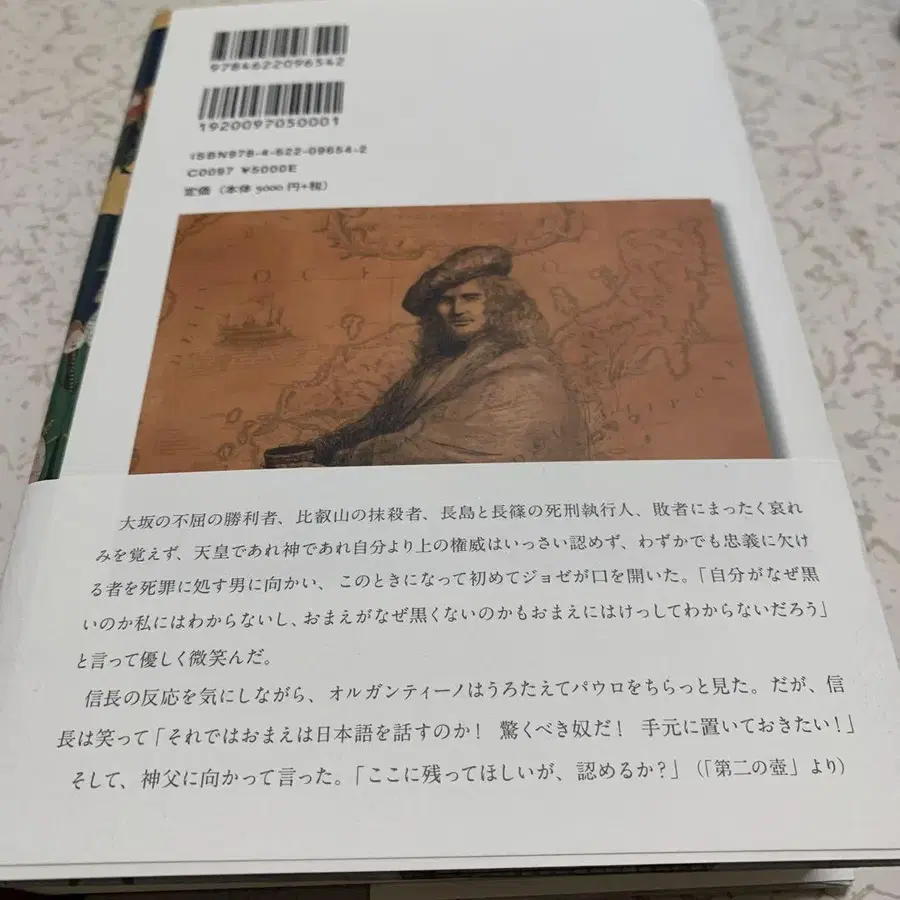 9784622096542
1920097050001
ISBN978-4-622-09654-2
C0097 ¥5000E
定価（本体 5000円+税）
大坂の不屈の勝利者、比叡山の抹殺者、長島と長篠の死刑執行人、敗者にまったく哀れ
みを覚えず、天皇であれ神であれ自分より上の権威はいっさい認めず、わずかでも忠義に欠け
る者を死罪に処す男に向かい、このときになって初めてジョゼが口を開いた。「自分がなぜ黒
いのか私にはわからないし、おまえがなぜ黒くないのかもおまえにはけっしてわからないだろう」
と言って優しく微笑んだ。
信長の反応を気にしながら、オルガンティーノはうろたえてパウロをちらっと見た。だが、信
長は笑って「それではおまえは日本語を話すのか！ 驚くべき奴だ！ 手元に置いておきたい！」
そして、神父に向かって言った。「ここに残ってほしいが、認めるか？」（「第二の壺」より）